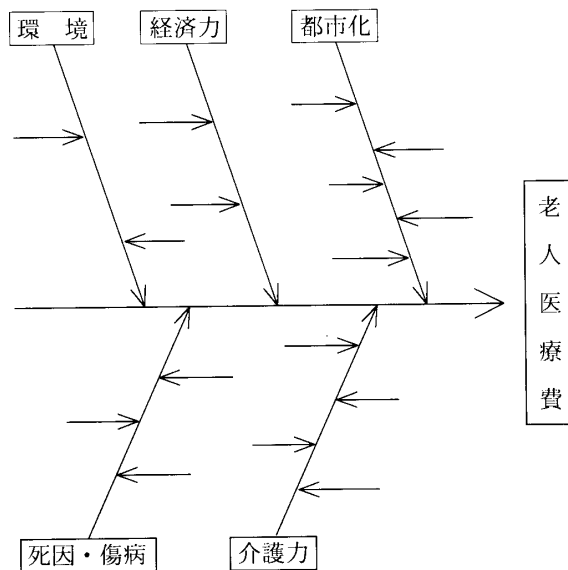 環　境
経済力
都市化
老人医療費
死因・傷病
介護力